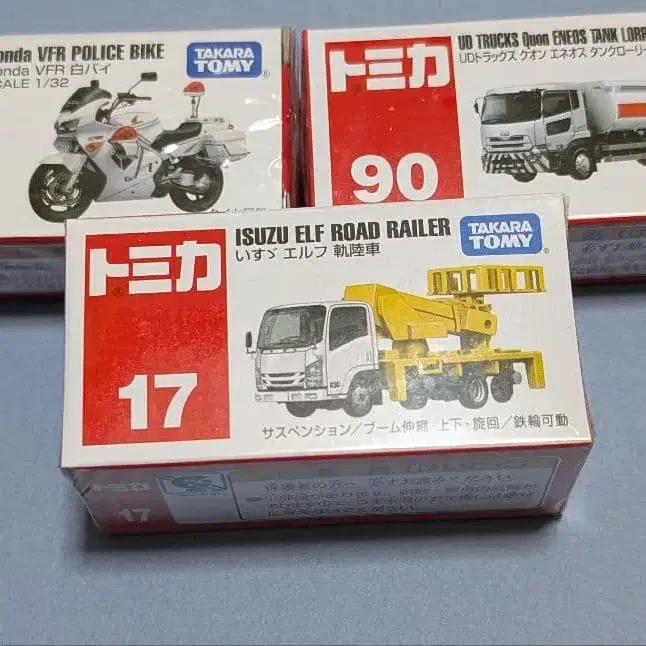 onda VFR POLICE BIKE
onda VFR 白バイ
CALE 1/32
TAKARA
TOMY
トミカ
90
UD TRUCKS Quon ENEOS TANK LORR
UDトラックス クオン エネオス タンクローリー
トミカ
17
ISUZU ELF ROAD RAILER
いすゞ エルフ 軌陸車
TAKARA
TOMY
サスペンション/ブーム伸縮 上下・旋回/鉄輪可動
トミカ
17